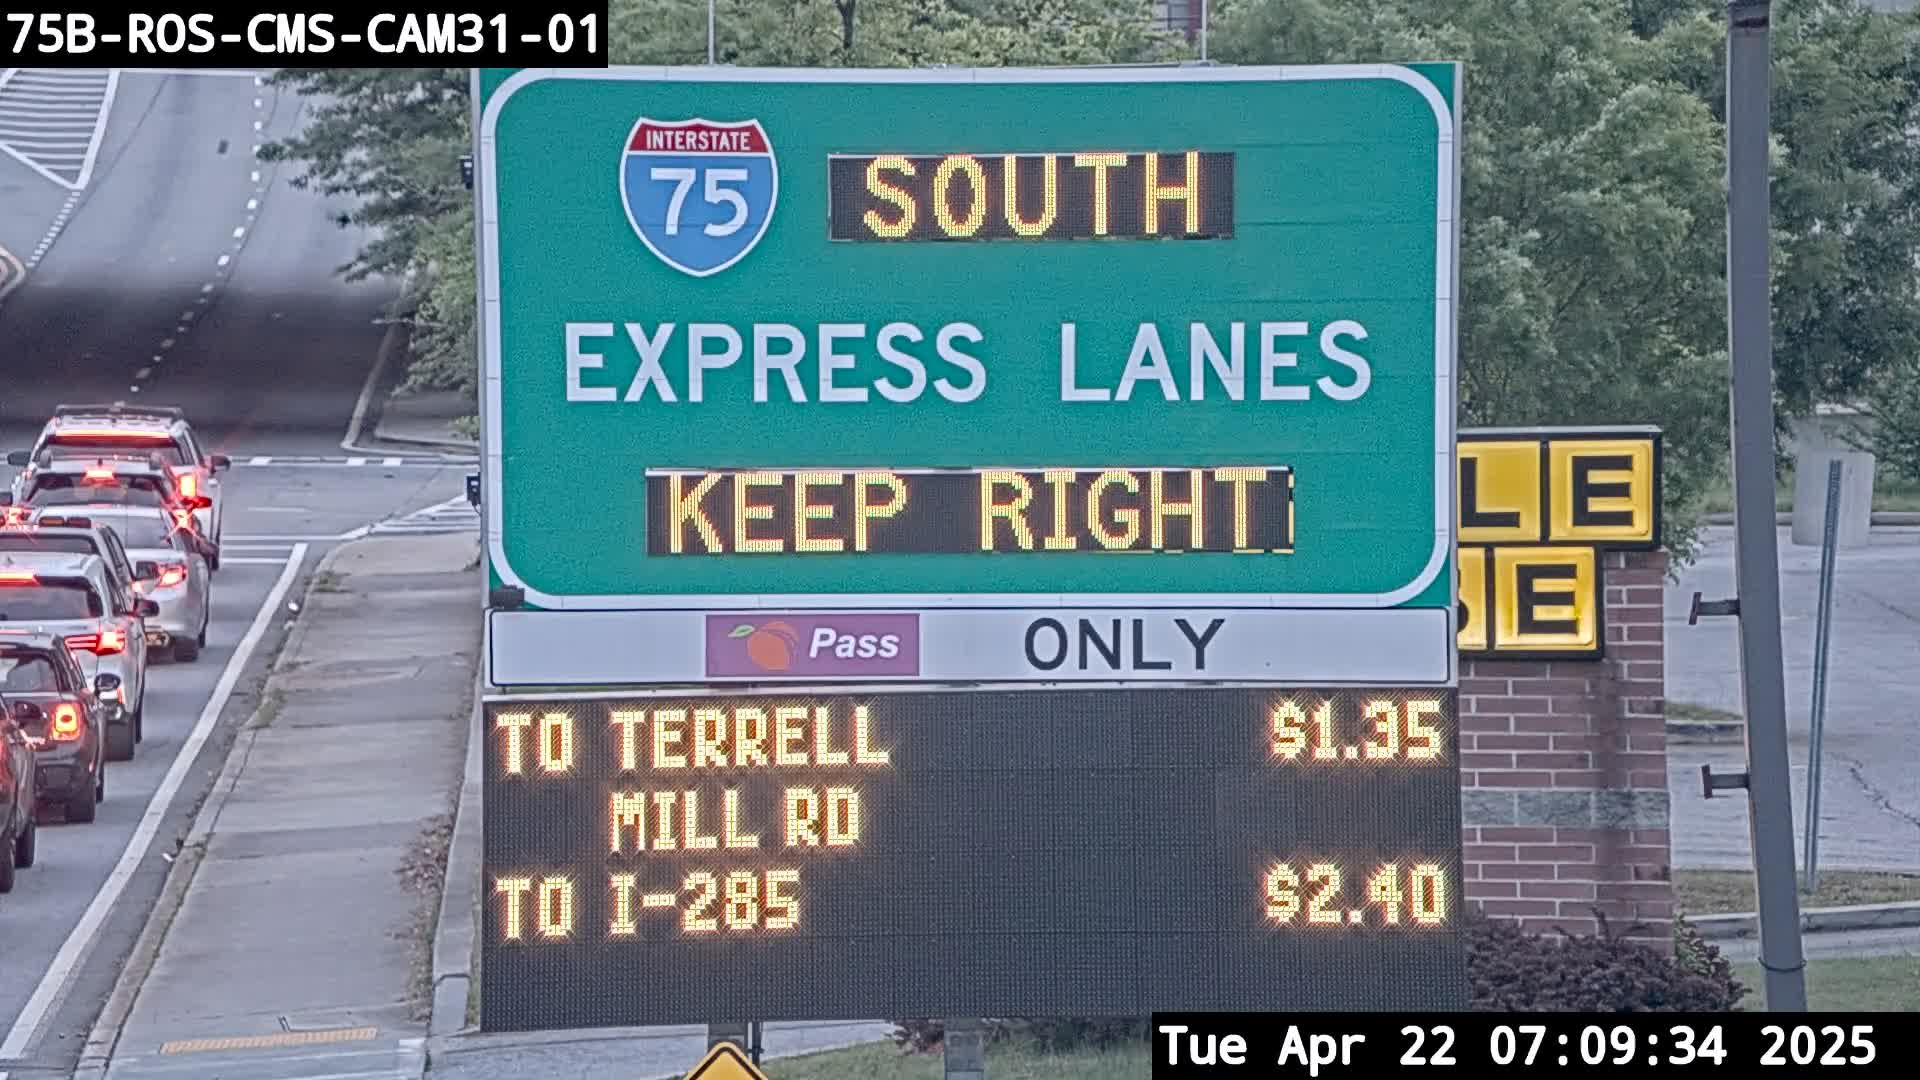 75B-ROS-CMS-CAM31-01
INTERSTATE
75
SOUTH
EXPRESS LANES
KEEP RIGHT
LE
E
Pass ONLY
TO TERRELL $1.35
MILL RD
TO I-285 $2.40
Tue Apr 22 07:09:34 2025